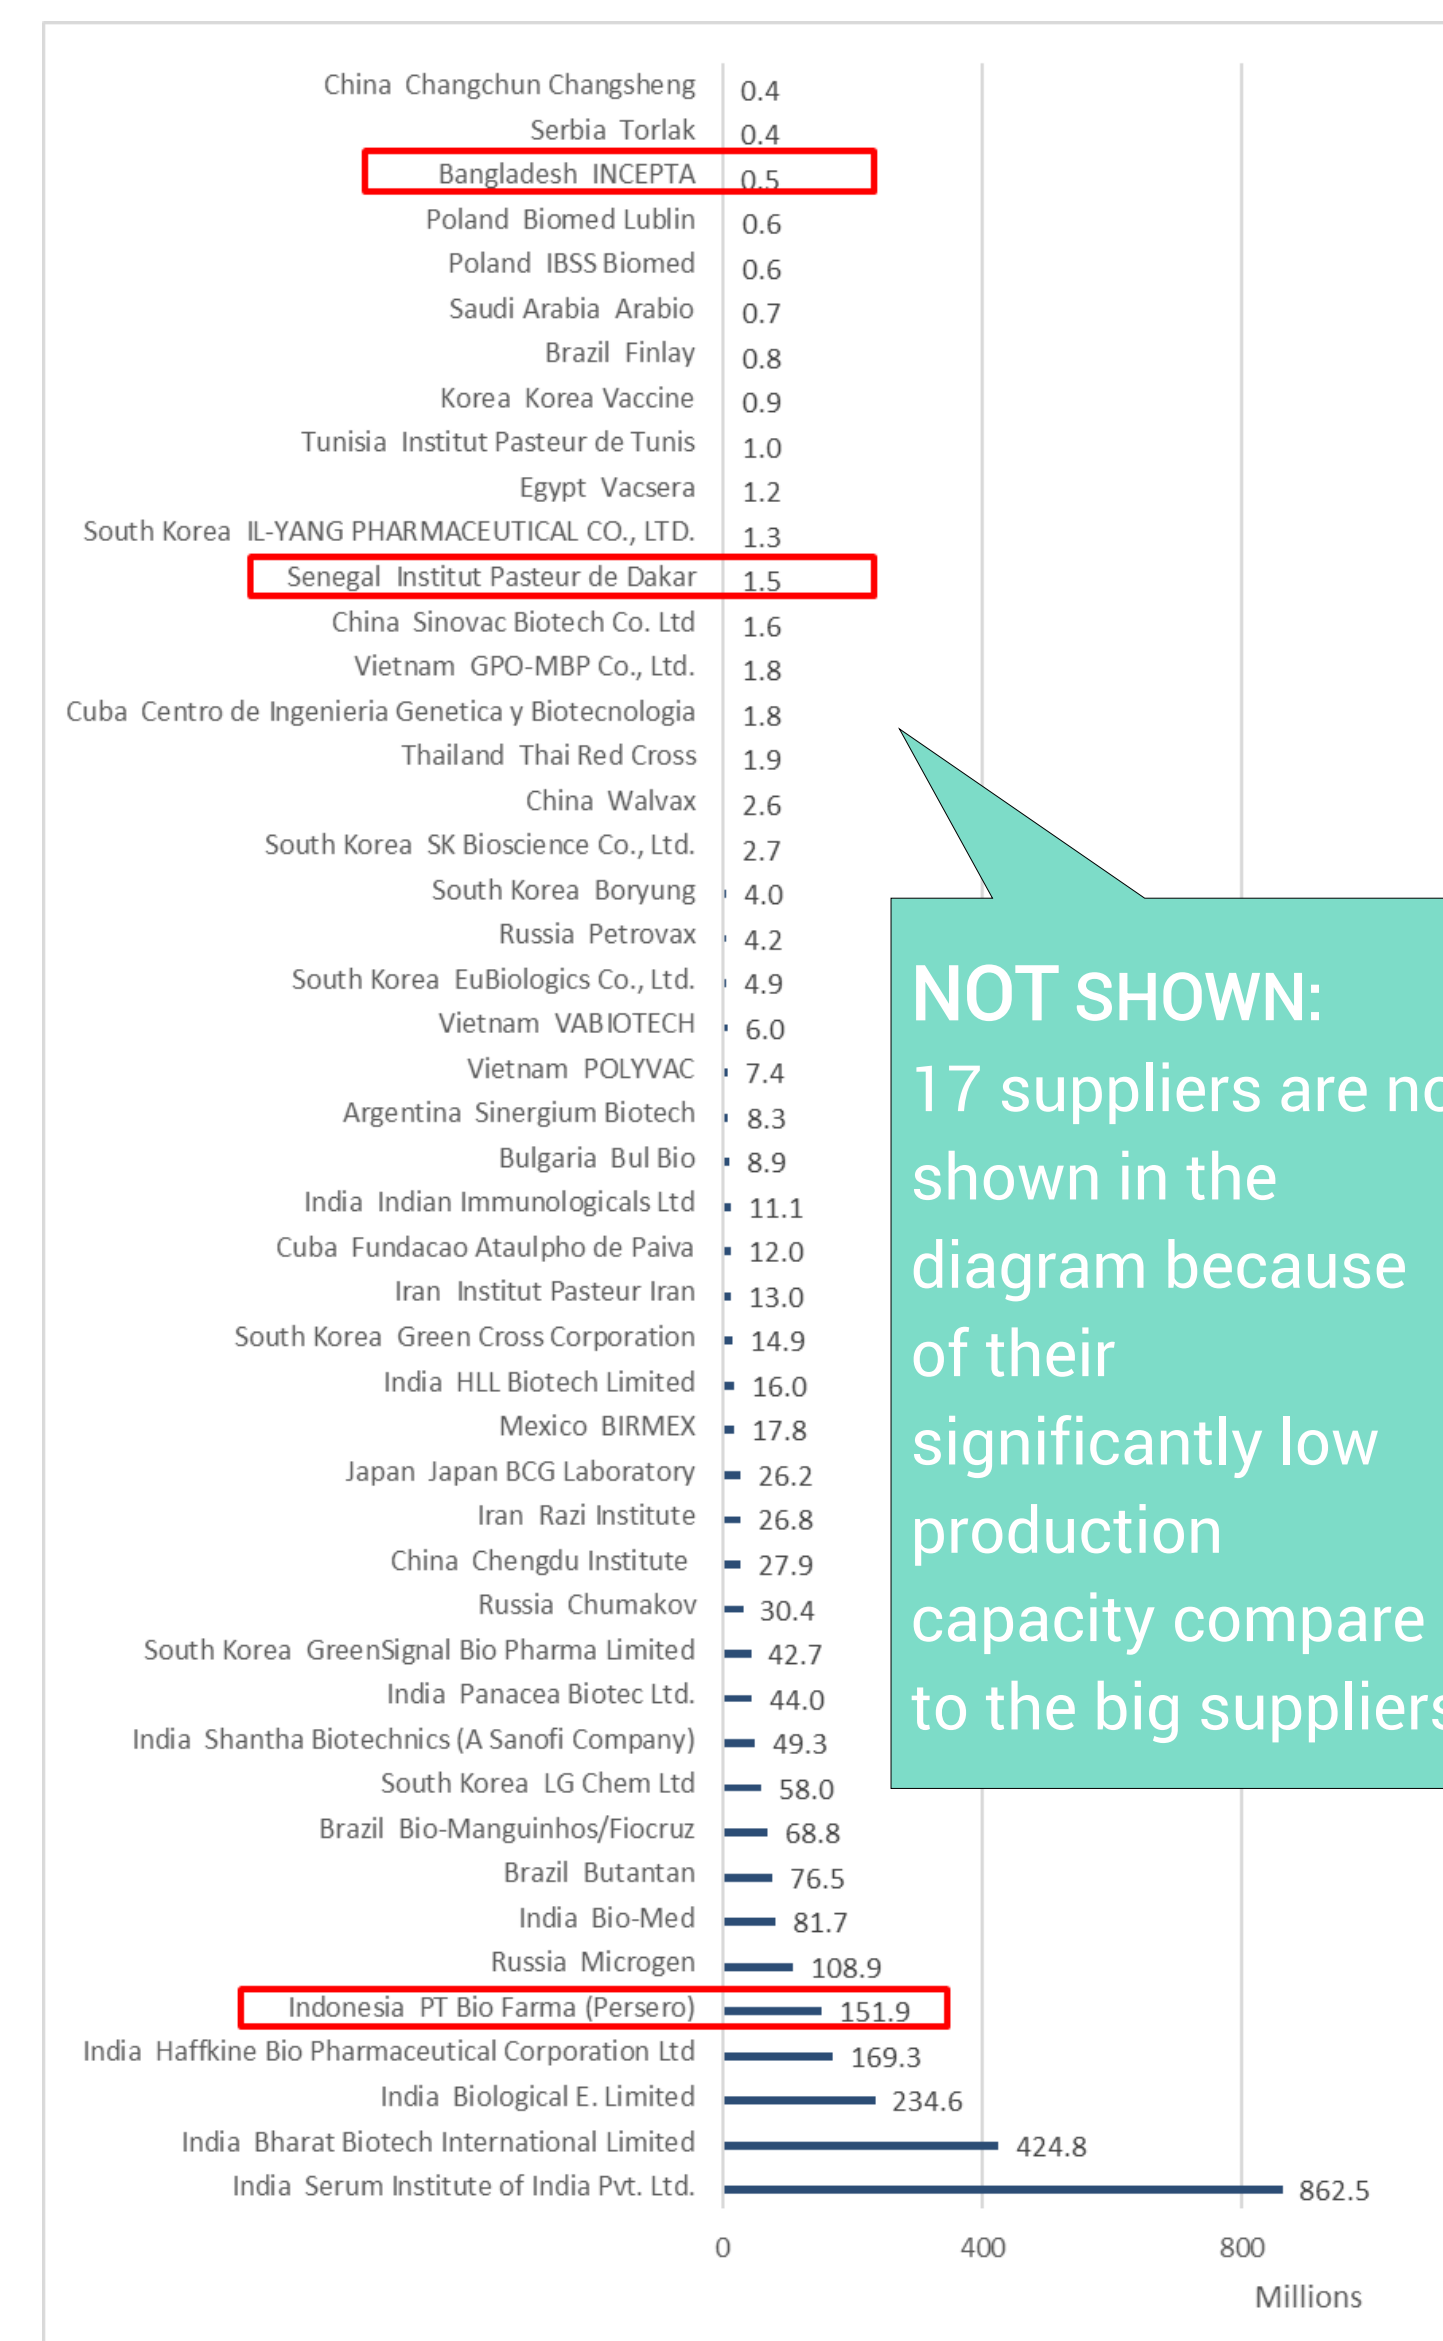 China Changchun Changsheng 0.4
Serbia Torlak 0.4
Bangladesh INCEPTA 0.5
Poland Biomed Lublin 0.6
Poland IBSS Biomed 0.6
Saudi Arabia Arabio 0.7
Brazil Finlay 0.8
Korea Korea Vaccine 0.9
Tunisia Institut Pasteur de Tunis 1.0
Egypt Vacsera 1.2
South Korea IL-YANG PHARMACEUTICAL CO., LTD. 1.3
Senegal Institut Pasteur de Dakar 1.5
China Sinovac Biotech Co. Ltd 1.6
Vietnam GPO-MBP Co., Ltd. 1.8
Cuba Centro de Ingenieria Genetica y Biotecnologia 1.8
Thailand Thai Red Cross 1.9
China Walvax 2.6
South Korea SK Bioscience Co., Ltd. 2.7
South Korea Boryung 4.0
Russia Petrovax 4.2
South Korea EuBiologics Co., Ltd. 4.9
Vietnam VABIOTECH 6.0
Vietnam POLYVAC 7.4
Argentina Sinergium Biotech 8.3
Bulgaria Bul Bio 8.9
India Indian Immunologicals Ltd 11.1
Cuba Fundacao Ataulpho de Paiva 12.0
Iran Institut Pasteur Iran 13.0
South Korea Green Cross Corporation 14.9
India HLL Biotech Limited 16.0
Mexico BIRMEX 17.8
Japan Japan BCG Laboratory 26.2
Iran Razi Institute 26.8
China Chengdu Institute 27.9
Russia Chumakov 30.4
South Korea GreenSignal Bio Pharma Limited 42.7
India Panacea Biotec Ltd. 44.0
India Shantha Biotechnics (A Sanofi Company) 49.3
South Korea LG Chem Ltd 58.0
Brazil Bio-Manguinhos/Fiocruz 68.8
Brazil Butantan 76.5
India Bio-Med 81.7
Russia Microgen 108.9
Indonesia PT Bio Farma (Persero) 151.9
India Haffkine Bio Pharmaceutical Corporation Ltd 169.3
India Biological E. Limited 234.6
India Bharat Biotech International Limited 424.8
India Serum Institute of India Pvt. Ltd. 862.5
0 400 800
Millions
NOT SHOWN:
17 suppliers are
shown in the
diagram because
of their
significantly low
production
capacity compare
to the big suppliers